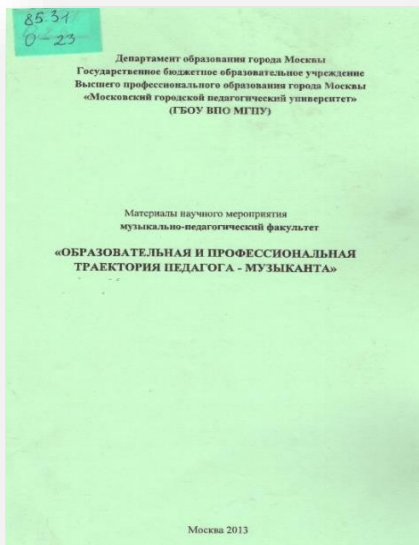 85.31
О-23
Департамент образования города Москвы
Государственное бюджетное образовательное учреждение
Высшего профессионального образования города Москвы
«Московский городской педагогический университет»
(ГБОУ ВПО МГПУ)
Материалы научного мероприятия
музыкально-педагогический факультет
«ОБРАЗОВАТЕЛЬНАЯ И ПРОФЕССИОНАЛЬНАЯ
ТРАЕКТОРИЯ ПЕДАГОГА - МУЗЫКАНТА»
Москва 2013